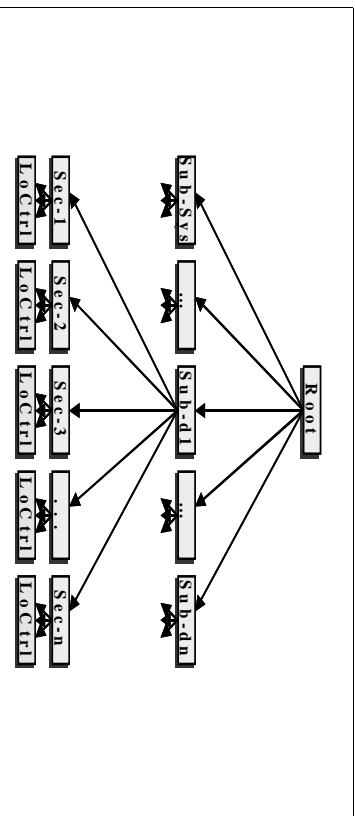 Root
Sub-Sys
...
Sub-d1
...
Sub-dn
Sec-1
Sec-2
Sec-3
...
Sec-n
LoCtrl
LoCtrl
LoCtrl
LoCtrl
LoCtrl